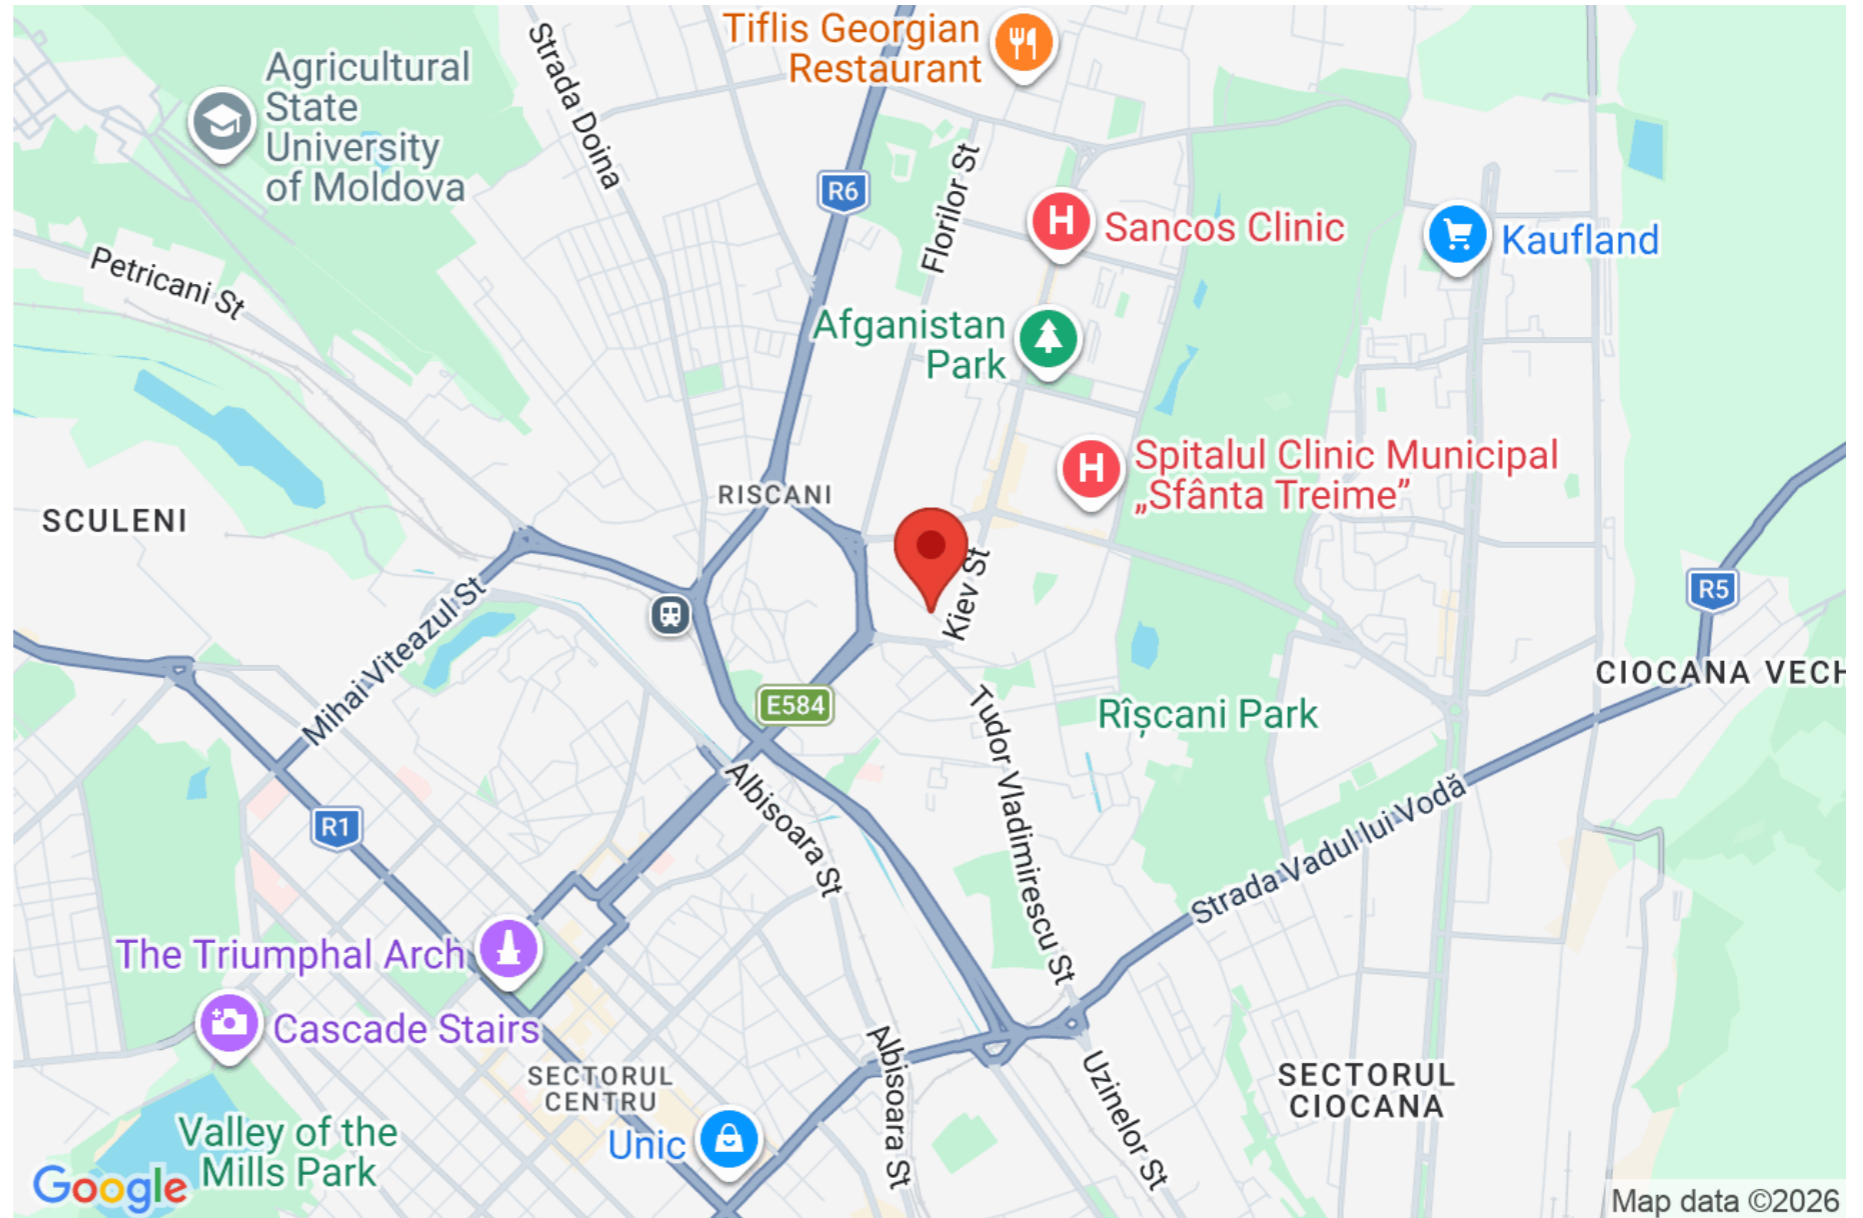 Tiflis Georgian
Restaurant
Agricultural
State
University
of Moldova
Strada Doina
R6
Florilor St
H
Sancos Clinic
Kaufland
Petricani St
Afganistan
Park
H
Spitalul Clinic Municipal
„Sfânta Treime”
RISCANI
SCULENI
Kiev St
R5
Mihai Viteazul St
CIOCANA VECH
E584
Rîșcani Park
Tudor Vladimirescu St
Albisoara St
R1
Strada Vadul lui Vodă
The Triumphal Arch
Cascade Stairs
Albisoara St
SECTORUL
CENTRU
Uzinelor St
SECTORUL
CIOCANA
Valley of the
Mills Park
Unic
Google
Map data ©2026